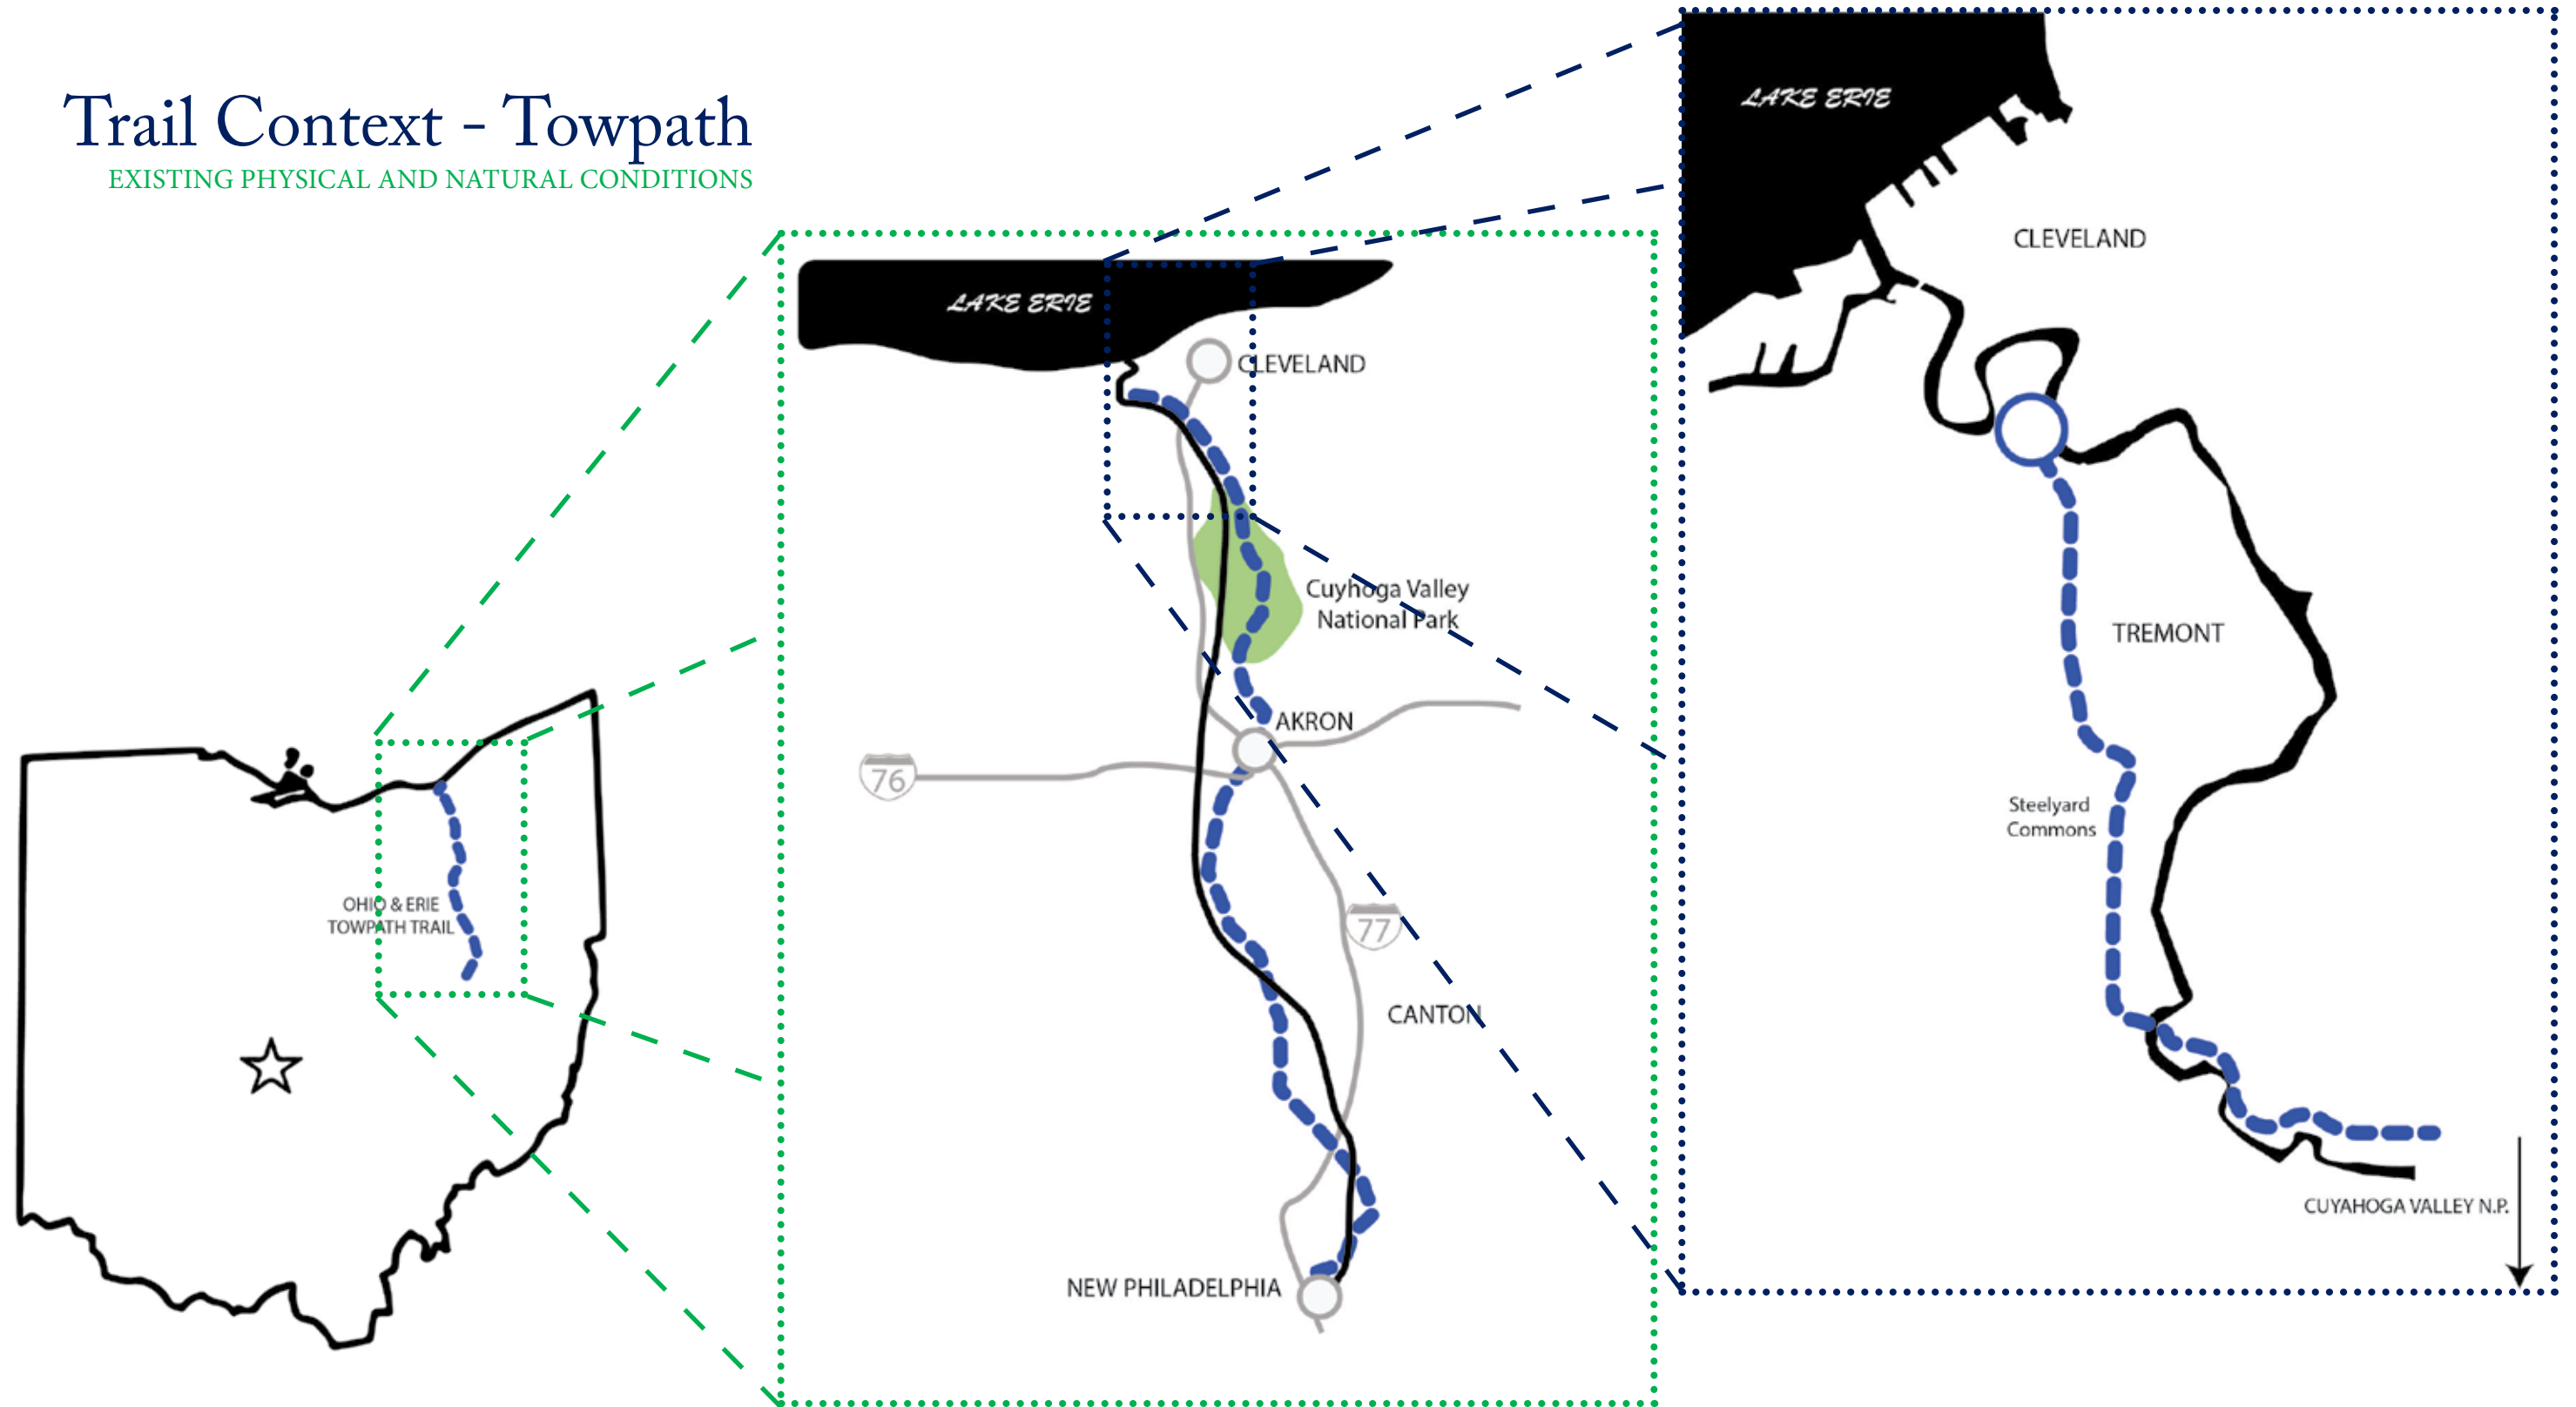 Trail Context - Towpath
EXISTING PHYSICAL AND NATURAL CONDITIONS
OHIO & ERIE
TOWPATH TRAIL
LAKE ERIE
CLEVELAND
Cuyhoga Valley
National Park
AKRON
76
77
CANTON
NEW PHILADELPHIA
LAKE ERIE
CLEVELAND
TREMONT
Steelyard
Commons
CUYAHOGA VALLEY N.P.